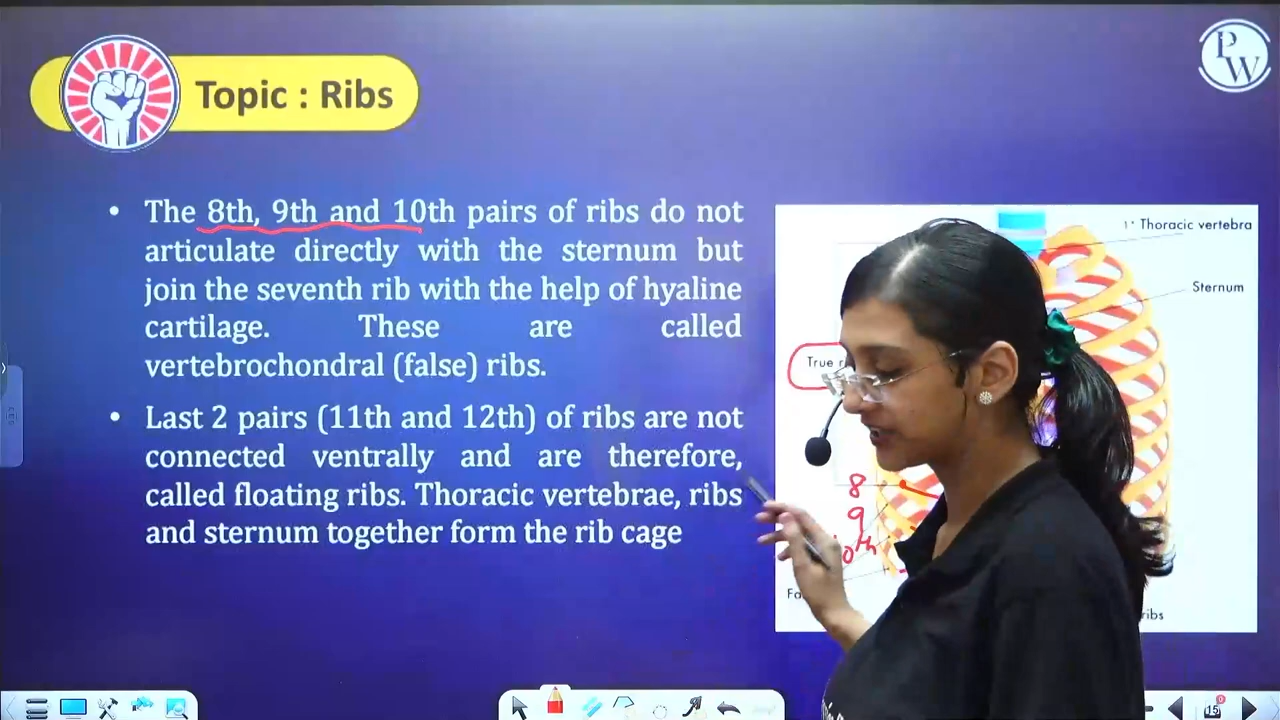 PW
Topic : Ribs
• The 8th, 9th and 10th pairs of ribs do not
articulate directly with the sternum but
join the seventh rib with the help of hyaline
cartilage. These are called
vertebrochondral (false) ribs.
• Last 2 pairs (11th and 12th) of ribs are not
connected ventrally and are therefore,
called floating ribs. Thoracic vertebrae, ribs
and sternum together form the rib cage
Thoracic vertebra
Sternum
True
8
9
10th
ribs
15